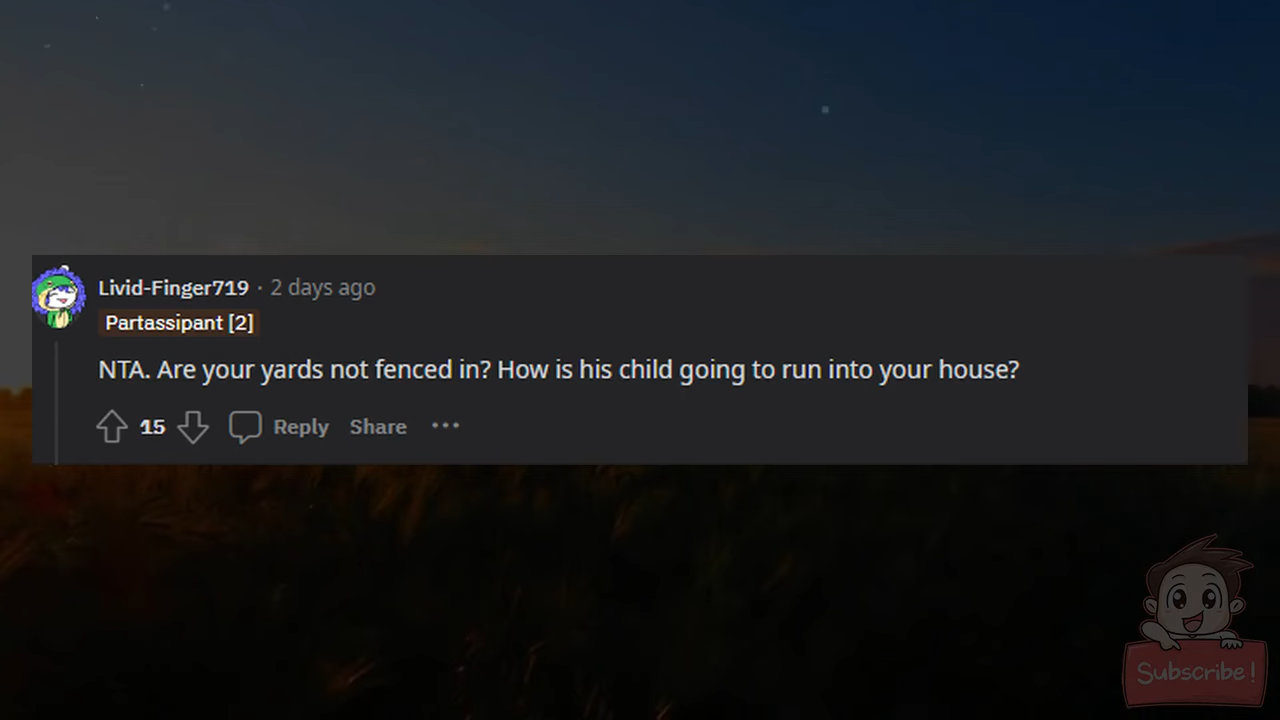 Livid-Finger719 · 2 days ago
Partassipant [2]
NTA. Are your yards not fenced in? How is his child going to run into your house?
15 Reply Share ···
Subscribe!